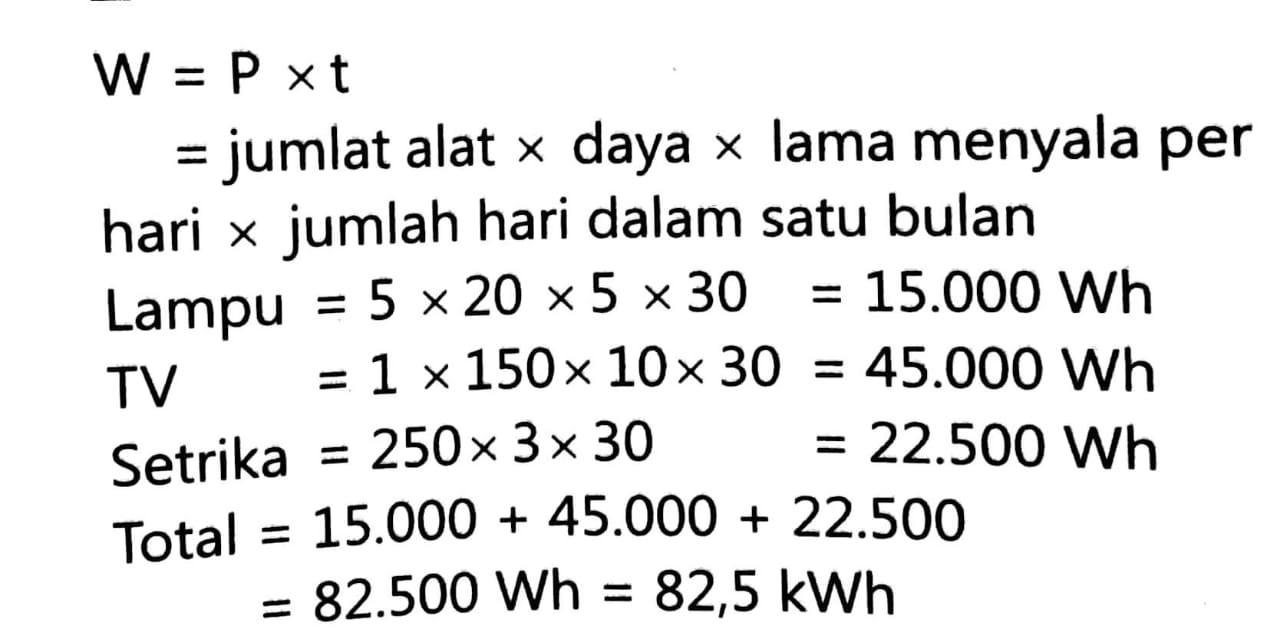 W = P × t
= jumlat alat × daya × lama menyala per
hari × jumlah hari dalam satu bulan
Lampu = 5 × 20 × 5 × 30 = 15.000 Wh
TV = 1 × 150 × 10 × 30 = 45.000 Wh
Setrika = 250 × 3 × 30 = 22.500 Wh
Total = 15.000 + 45.000 + 22.500
= 82.500 Wh = 82,5 kWh